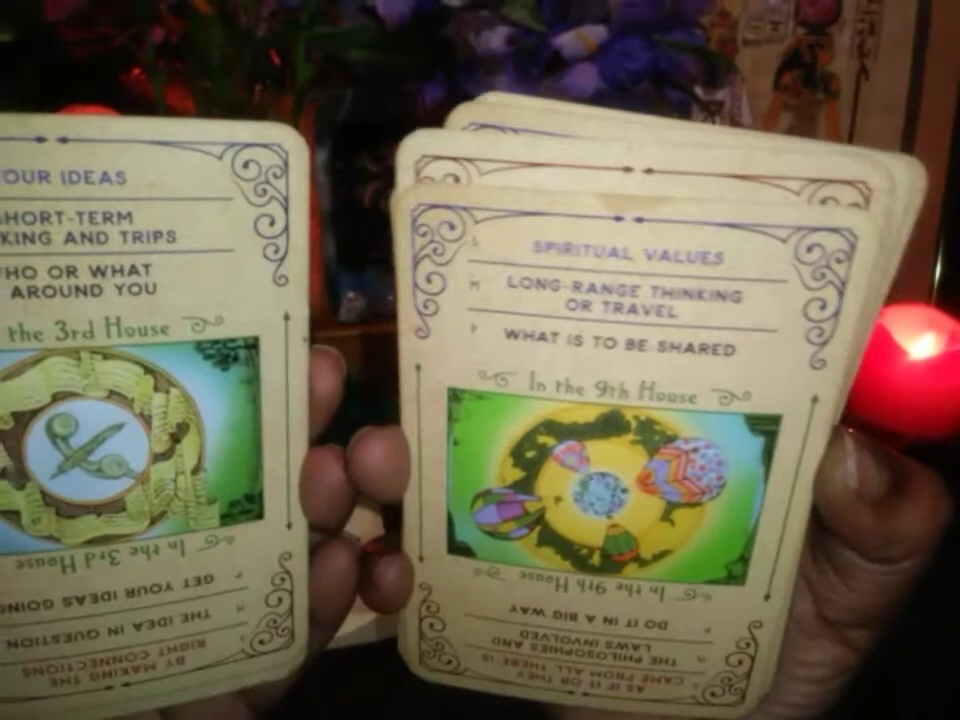 OUR IDEAS
SHORT-TERM
KING AND TRIPS
HO OR WHAT
AROUND YOU
the 3rd House
In the 3rd House
GET YOUR IDEAS GOING
THE IDEA IN QUESTION
BY MAKING THE
RIGHT CONNECTIONS
S
SPIRITUAL VALUES
M
LONG-RANGE THINKING
OR TRAVEL
P
WHAT IS TO BE SHARED
In the 9th House
In the 9th House
DO IT IN A BIG WAY
THE PHILOSOPHIES AND
LAWS INVOLVED
AS IF IT OR THEY
CAME FROM ALL THERE IS